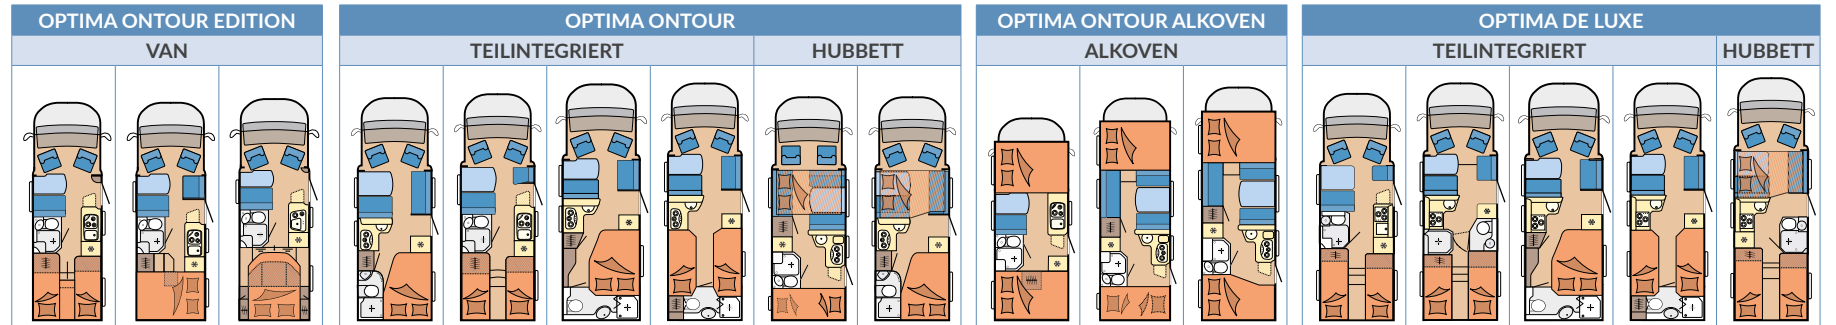 OPTIMA ONTOUR EDITION
VAN
OPTIMA ONTOUR
TEILINTEGRIERT
HUBBETT
OPTIMA ONTOUR ALKOVEN
ALKOVEN
OPTIMA DE LUXE
TEILINTEGRIERT
HUBBETT